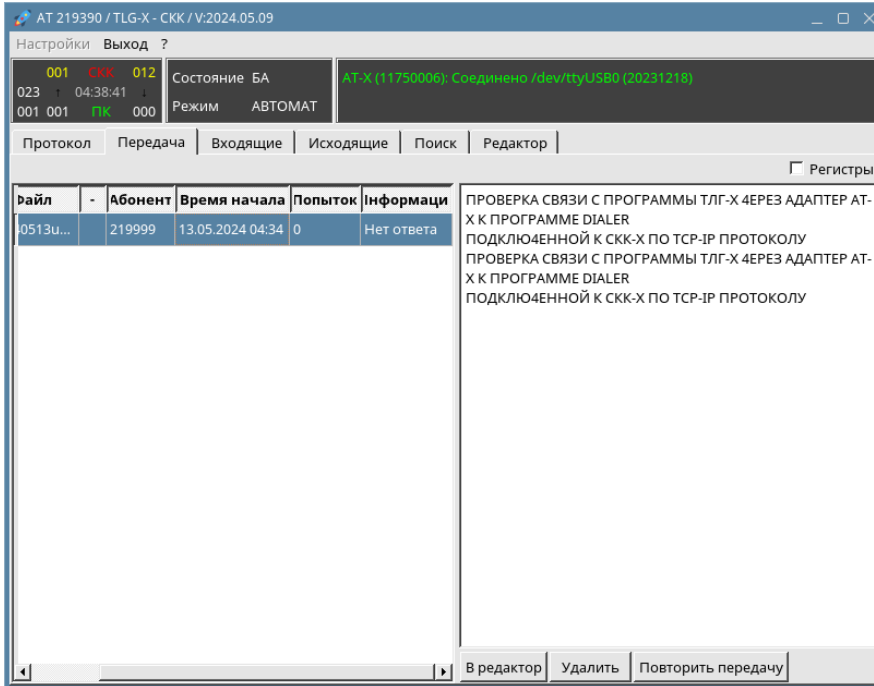 AT 219390 / TLG-X - СКК / V:2024.05.09
Настройки Выход ?
001 СКК 012
023 ↑ 04:38:41 ↓
001 001 ПК 000
Состояние БА
Режим АВТОМАТ
AT-X (11750006): Соединено /dev/ttyUSB0 (20231218)
Протокол Передача Входящие Исходящие Поиск Редактор
Регистры
Файл - Абонент Время начала Попыток Информаци
0513u... 219999 13.05.2024 04:34 0 Нет ответа
ПРОВЕРКА СВЯЗИ С ПРОГРАММЫ ТЛГ-Х 4ЕРЕЗ АДАПТЕР АТ-
Х К ПРОГРАММЕ DIALER
ПОДКЛЮ4ЕННОЙ К СКК-Х ПО TCP-IP ПРОТОКОЛУ
ПРОВЕРКА СВЯЗИ С ПРОГРАММЫ ТЛГ-Х 4ЕРЕЗ АДАПТЕР АТ-
Х К ПРОГРАММЕ DIALER
ПОДКЛЮ4ЕННОЙ К СКК-Х ПО TCP-IP ПРОТОКОЛУ
В редактор Удалить Повторить передачу